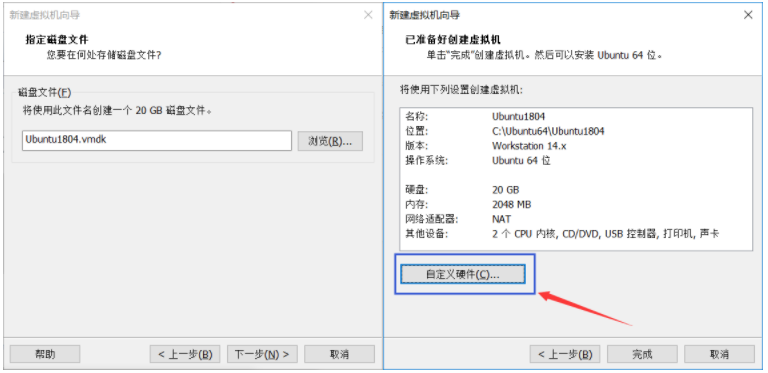 新建虚拟机向导
指定磁盘文件
您要在何处存储磁盘文件?
磁盘文件(F)
将使用此文件名创建一个 20 GB 磁盘文件。
Ubuntu1804.vmdk
浏览(R)...
帮助
< 上一步(B)
下一步(N) >
取消
新建虚拟机向导
已准备好创建虚拟机
单击“完成”创建虚拟机。然后可以安装 Ubuntu 64 位。
将使用下列设置创建虚拟机:
名称: Ubuntu1804
位置: C:\Ubuntu64\Ubuntu1804
版本: Workstation 14.x
操作系统: Ubuntu 64 位
硬盘: 20 GB
内存: 2048 MB
网络适配器: NAT
其他设备: 2 个 CPU 内核, CD/DVD, USB 控制器, 打印机, 声卡
自定义硬件(C)...
< 上一步(B)
完成
取消